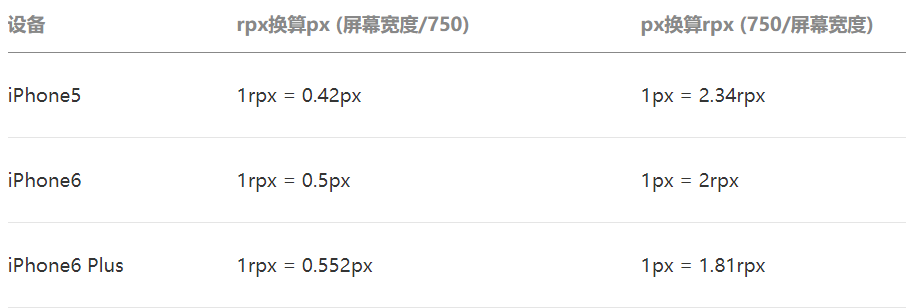 设备 rpx换算px (屏幕宽度/750) px换算rpx (750/屏幕宽度)
iPhone5 1rpx = 0.42px 1px = 2.34rpx
iPhone6 1rpx = 0.5px 1px = 2rpx
iPhone6 Plus 1rpx = 0.552px 1px = 1.81rpx